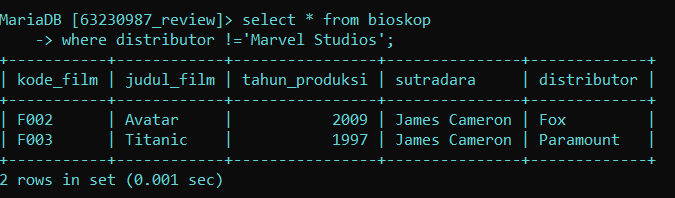 MariaDB [63230987_review]> select * from bioskop
    -> where distributor !='Marvel Studios';
+-----------+------------+----------------+---------------+-------------+
| kode_film | judul_film | tahun_produksi | sutradara     | distributor |
+-----------+------------+----------------+---------------+-------------+
| F002      | Avatar     |           2009 | James Cameron | Fox         |
| F003      | Titanic    |           1997 | James Cameron | Paramount   |
+-----------+------------+----------------+---------------+-------------+
2 rows in set (0.001 sec)